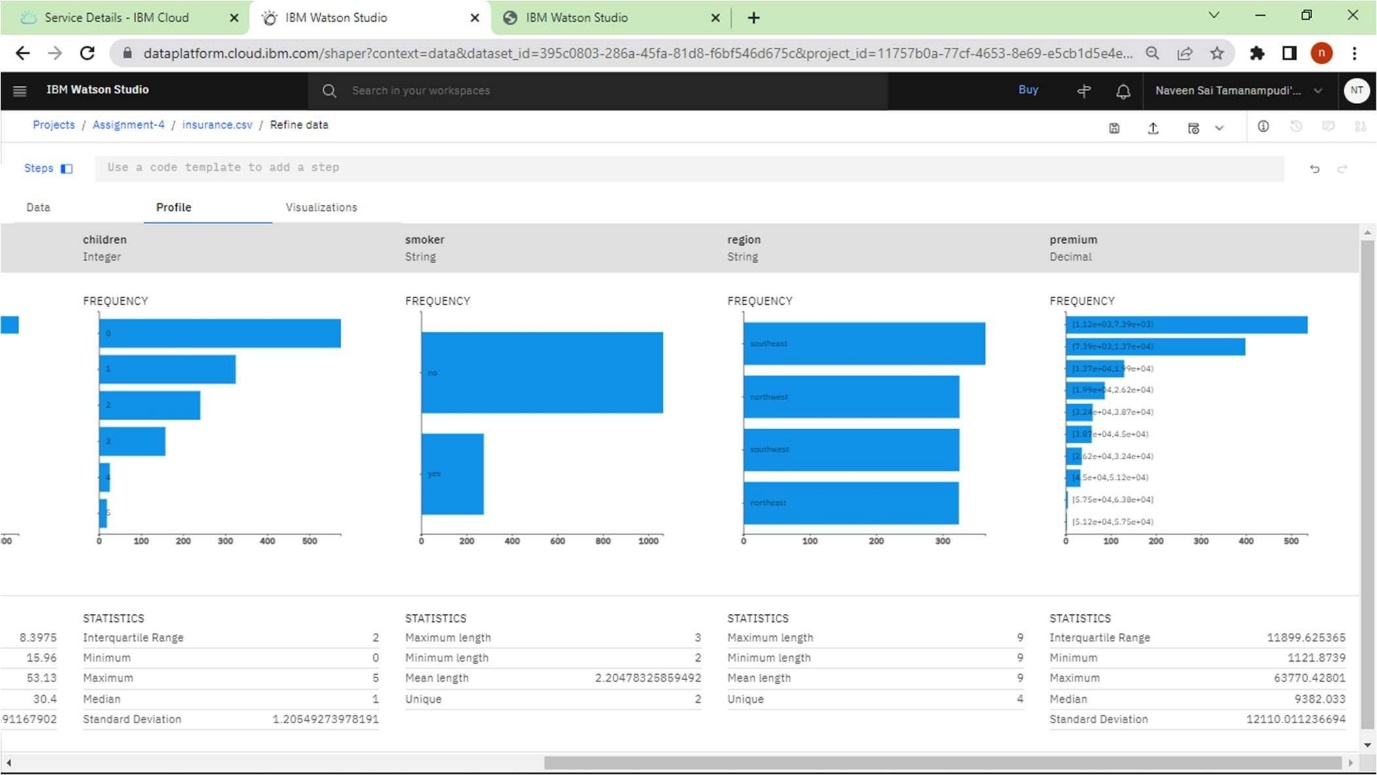 Service Details - IBM Cloud IBM Watson Studio IBM Watson Studio
dataplatform.cloud.ibm.com/shaper?context=data&dataset_id=395c0803-286a-45fa-81d8-f6bf546d675c&project_id=11757b0a-77cf-4653-8e69-e5cb1d5e4e... n
IBM Watson Studio Search in your workspaces Buy Naveen Sai Tamanampudi'... NT
Projects / Assignment-4 / insurance.csv / Refine data
Steps Use a code template to add a step
Data Profile Visualizations
children smoker region premium
Integer String String Decimal
FREQUENCY FREQUENCY FREQUENCY FREQUENCY
0
1
2
3
4
5
00 0 100 200 300 400 500
no
yes
0 200 400 600 800 1000
southeast
northwest
southwest
northeast
0 100 200 300
[1.12e+03,7.39e+03)
[7.39e+03,1.37e+04)
[1.37e+04,1.99e+04)
[1.99e+04,2.62e+04)
[3.24e+04,3.87e+04)
[3.87e+04,4.5e+04)
[2.62e+04,3.24e+04)
[4.5e+04,5.12e+04)
[5.75e+04,6.38e+04]
[5.12e+04,5.75e+04)
0 100 200 300 400 500
STATISTICS STATISTICS STATISTICS STATISTICS
8.3975 Interquartile Range 2 Maximum length 3 Maximum length 9 Interquartile Range 11899.625365
15.96 Minimum 0 Minimum length 2 Minimum length 9 Minimum 1121.8739
53.13 Maximum 5 Mean length 2.20478325859492 Mean length 9 Maximum 63770.42801
30.4 Median 1 Unique 2 Unique 4 Median 9382.033
91167902 Standard Deviation 1.20549273978191 Standard Deviation 12110.011236694